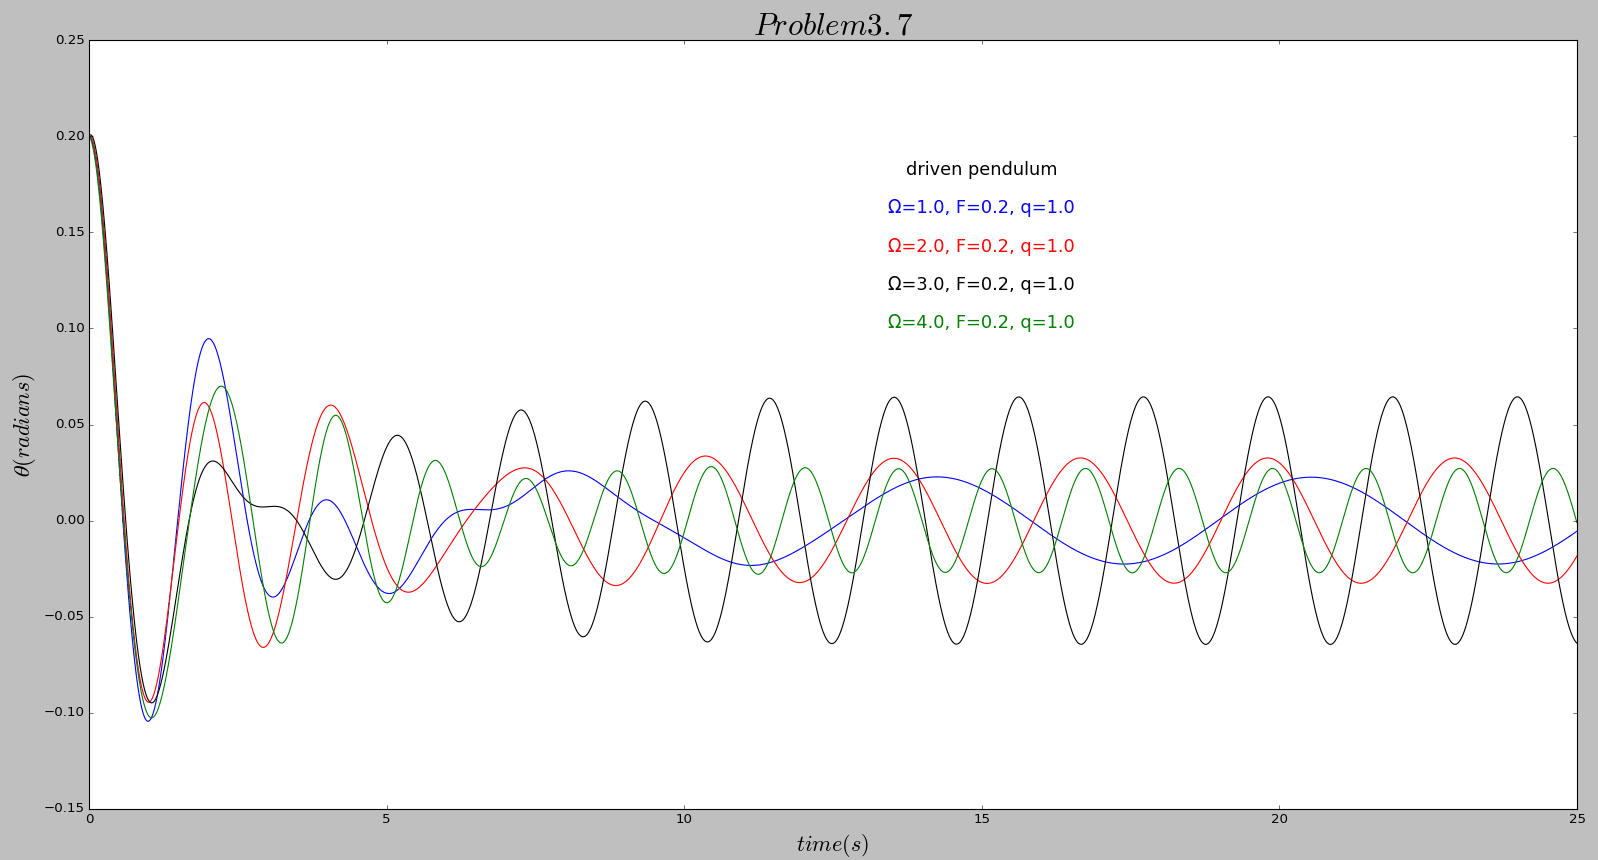 Problem3.7
0.25
0.20
0.15
0.10
0.05
0.00
−0.05
−0.10
−0.15
θ(radians)
driven pendulum
Ω=1.0, F=0.2, q=1.0
Ω=2.0, F=0.2, q=1.0
Ω=3.0, F=0.2, q=1.0
Ω=4.0, F=0.2, q=1.0
0 5 10 15 20 25
time(s)